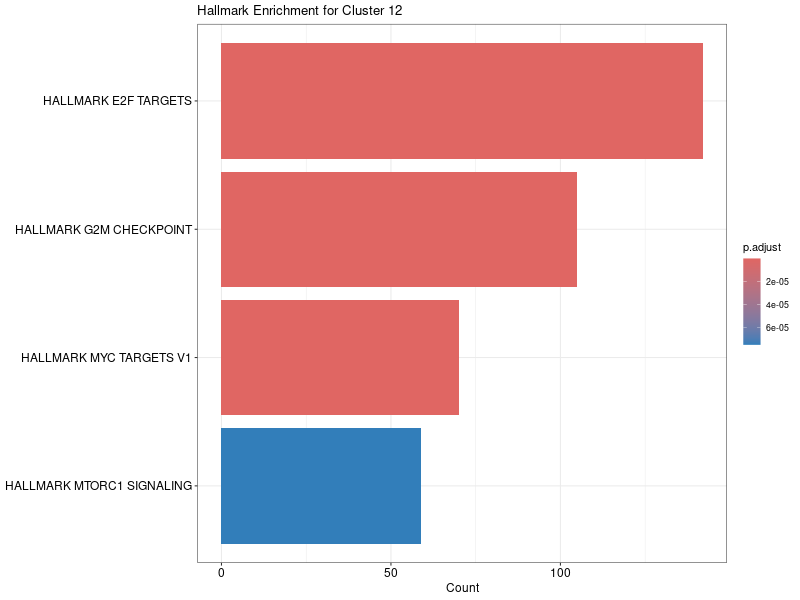 Hallmark Enrichment for Cluster 12
HALLMARK E2F TARGETS
HALLMARK G2M CHECKPOINT
HALLMARK MYC TARGETS V1
HALLMARK MTORC1 SIGNALING
0 50 100
Count
p.adjust
2e-05
4e-05
6e-05